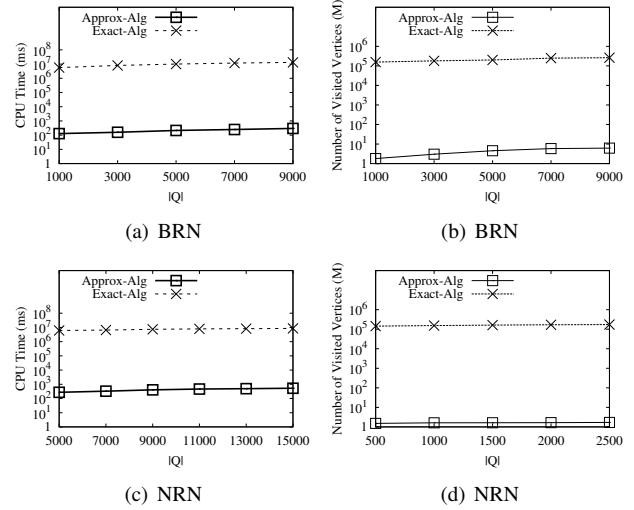 Approx-Alg
Exact-Alg
CPU Time (ms)
10^8
10^7
10^6
10^5
10^4
10^3
10^2
10^1
1
1000 3000 5000 7000 9000
|Q|
(a) BRN
Approx-Alg
Exact-Alg
Number of Visited Vertices (M)
10^6
10^5
10^4
10^3
10^2
10^1
1
1000 3000 5000 7000 9000
|Q|
(b) BRN
Approx-Alg
Exact-Alg
CPU Time (ms)
10^8
10^7
10^6
10^5
10^4
10^3
10^2
10^1
1
5000 7000 9000 11000 13000 15000
|Q|
(c) NRN
Approx-Alg
Exact-Alg
Number of Visited Vertices (M)
10^6
10^5
10^4
10^3
10^2
10^1
1
500 1000 1500 2000 2500
|Q|
(d) NRN